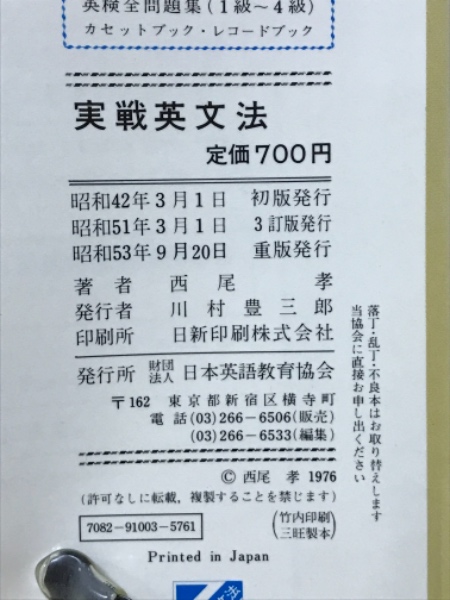 英検全問題集(1級〜4級)
カセットブック・レコードブック
実戦英文法
定価700円
昭和42年3月1日 初版発行
昭和51年3月1日 3訂版発行
昭和53年9月20日 重版発行
著者 西尾 孝
発行者 川村豊三郎
印刷所 日新印刷株式会社
発行所 財団法人 日本英語教育協会
〒162 東京都新宿区横寺町
電話(03)266-6506(販売)
(03)266-6533(編集)
落丁・乱丁・不良本はお取り替えします
当協会に直接お申し出ください
© 西尾 孝 1976
(許可なしに転載,複製することを禁じます)
7082-91003-5761
(竹内印刷
三旺製本)
Printed in Japan